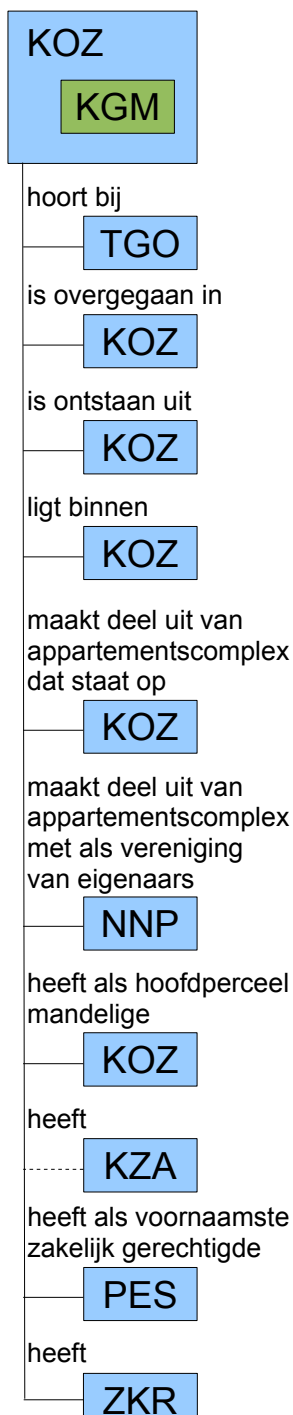 KOZ
KGM
hoort bij
TGO
is overgegaan in
KOZ
is ontstaan uit
KOZ
ligt binnen
KOZ
maakt deel uit van
appartementscomplex
dat staat op
KOZ
maakt deel uit van
appartementscomplex
met als vereniging
van eigenaars
NNP
heeft als hoofdperceel
mandelige
KOZ
heeft
KZA
heeft als voornaamste
zakelijk gerechtigde
PES
heeft
ZKR